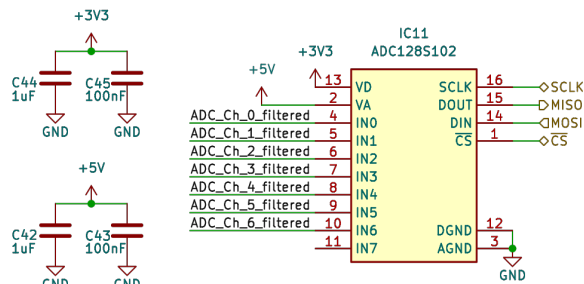 +3V3
C44
1uF
C45
100nF
GND
GND
+5V
C42
1uF
C43
100nF
GND
GND
IC11
ADC128S102
+3V3
+5V
13 VD
2 VA
ADC_Ch_0_filtered 4 IN0
ADC_Ch_1_filtered 5 IN1
ADC_Ch_2_filtered 6 IN2
ADC_Ch_3_filtered 7 IN3
ADC_Ch_4_filtered 8 IN4
ADC_Ch_5_filtered 9 IN5
ADC_Ch_6_filtered 10 IN6
11 IN7
SCLK 16 SCLK
DOUT 15 MISO
DIN 14 MOSI
CS 1 CS
DGND 12
AGND 3
GND